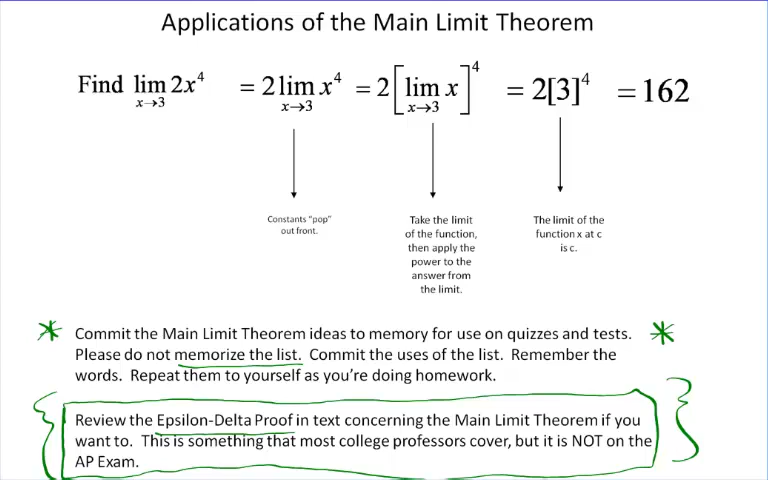 Applications of the Main Limit Theorem
Find lim x→3 2x⁴ = 2 lim x→3 x⁴ = 2[lim x→3 x]⁴ = 2[3]⁴ = 162
Constants "pop"
out front.
Take the limit
of the function,
then apply the
power to the
answer from
the limit.
The limit of the
function x at c
is c.
Commit the Main Limit Theorem ideas to memory for use on quizzes and tests.
Please do not memorize the list. Commit the uses of the list. Remember the
words. Repeat them to yourself as you're doing homework.
Review the Epsilon-Delta Proof in text concerning the Main Limit Theorem if you
want to. This is something that most college professors cover, but it is NOT on the
AP Exam.